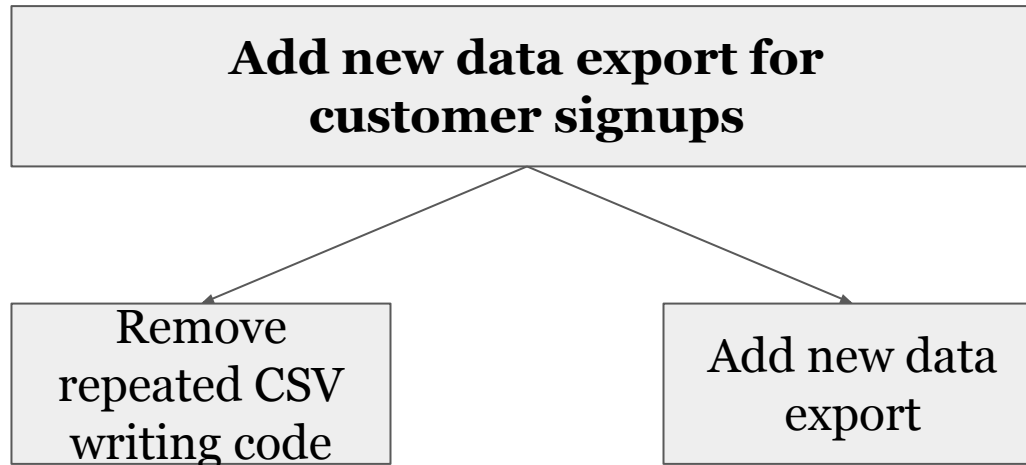 Add new data export for
customer signups
Remove
repeated CSV
writing code
Add new data
export